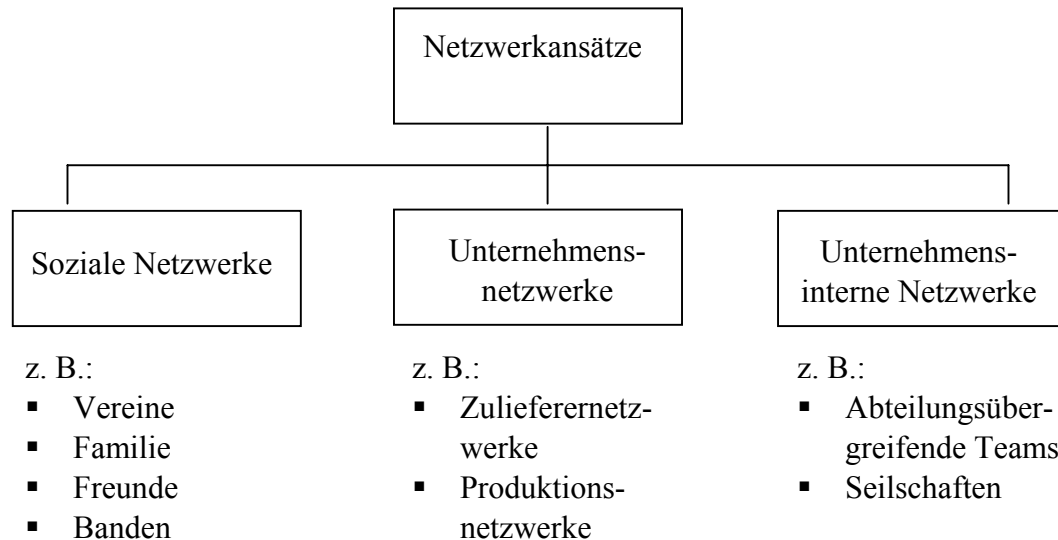 Netzwerkansätze
Soziale Netzwerke
Unternehmens-
netzwerke
Unternehmens-
interne Netzwerke
z. B.:
▪ Vereine
▪ Familie
▪ Freunde
▪ Banden
z. B.:
▪ Zulieferernetz-
werke
▪ Produktions-
netzwerke
z. B.:
▪ Abteilungsüber-
greifende Teams
▪ Seilschaften